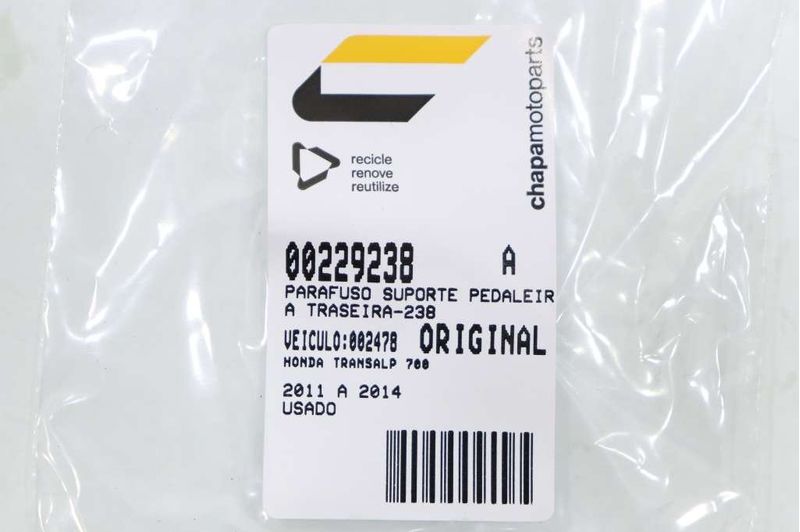 chapamotoparts
recicle
renove
reutilize
00229238 A
PARAFUSO SUPORTE PEDALEIR
A TRASEIRA-238
VEICULO:002478 ORIGINAL
HONDA TRANSALP 700
2011 A 2014
USADO